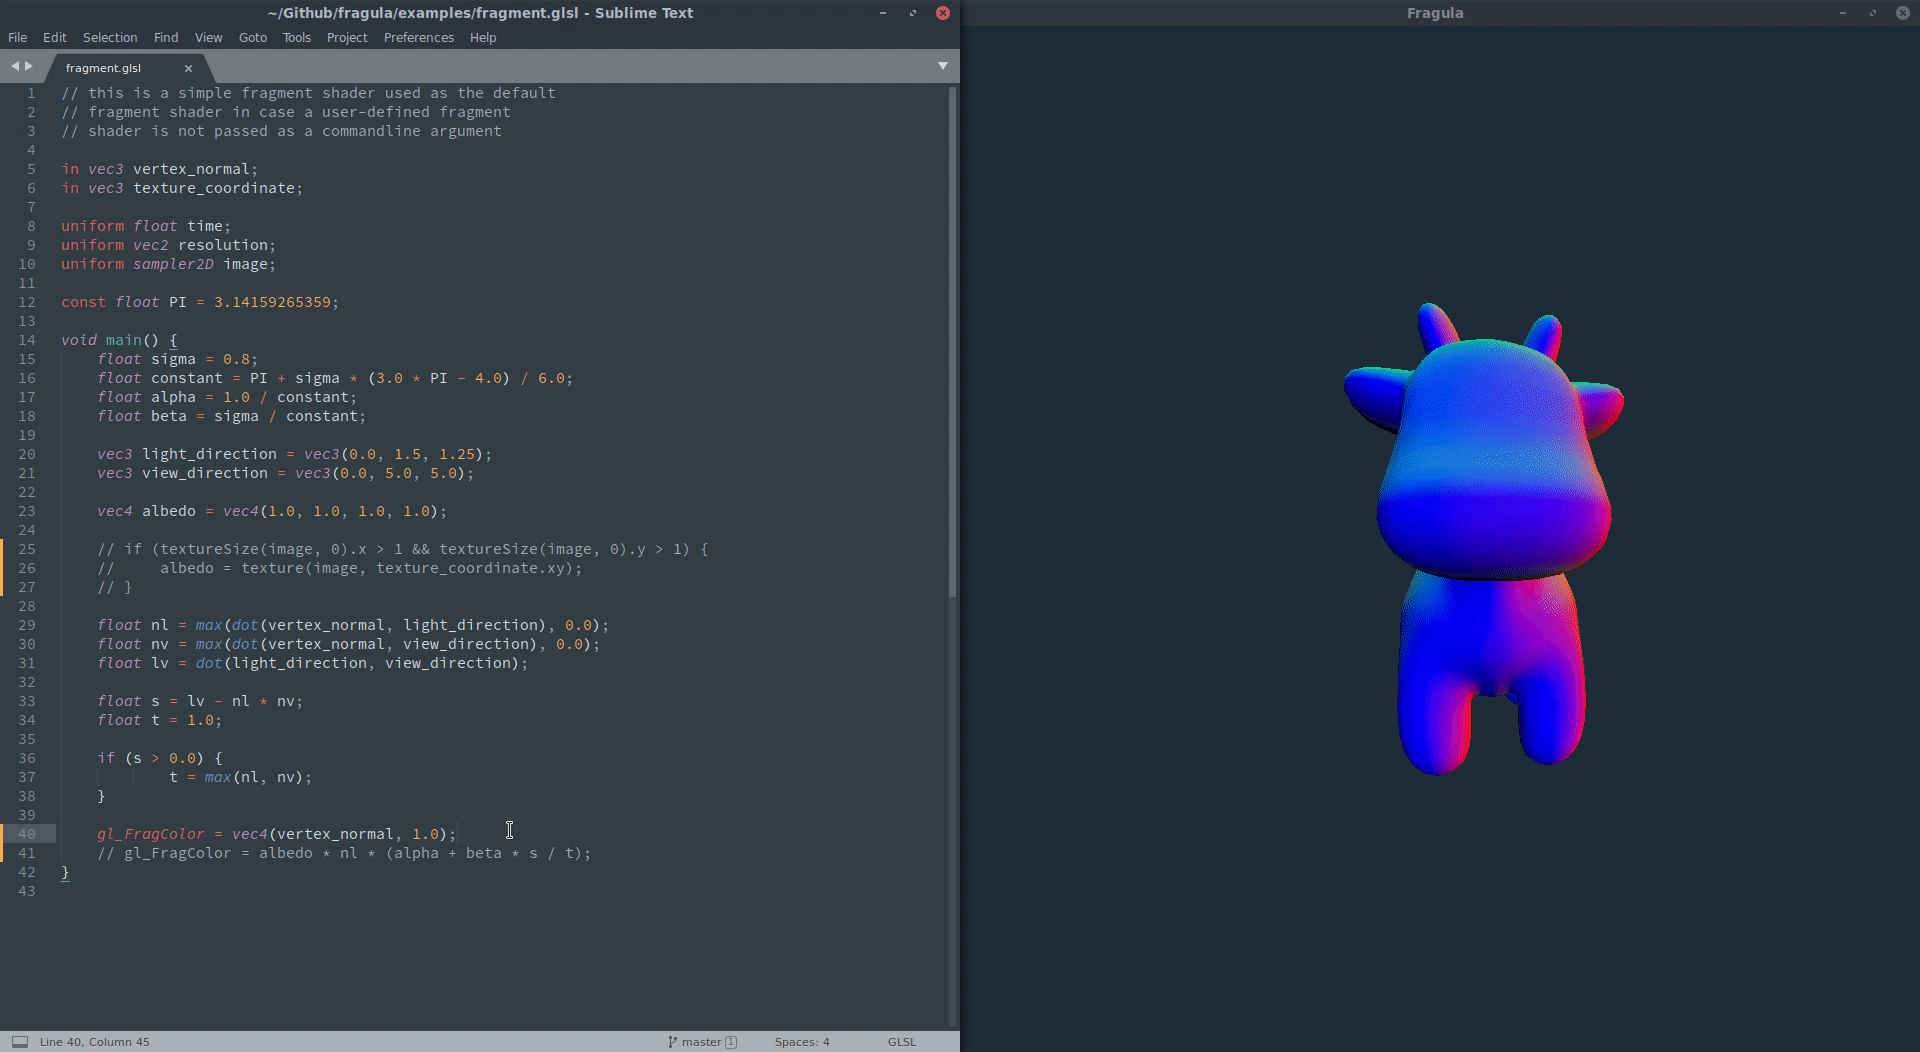 ~/Github/fragula/examples/fragment.glsl - Sublime Text
File Edit Selection Find View Goto Tools Project Preferences Help
fragment.glsl
1 // this is a simple fragment shader used as the default
2 // fragment shader in case a user-defined fragment
3 // shader is not passed as a commandline argument
4
5 in vec3 vertex_normal;
6 in vec3 texture_coordinate;
7
8 uniform float time;
9 uniform vec2 resolution;
10 uniform sampler2D image;
11
12 const float PI = 3.14159265359;
13
14 void main() {
15     float sigma = 0.8;
16     float constant = PI + sigma * (3.0 * PI - 4.0) / 6.0;
17     float alpha = 1.0 / constant;
18     float beta = sigma / constant;
19
20     vec3 light_direction = vec3(0.0, 1.5, 1.25);
21     vec3 view_direction = vec3(0.0, 5.0, 5.0);
22
23     vec4 albedo = vec4(1.0, 1.0, 1.0, 1.0);
24
25     // if (textureSize(image, 0).x > 1 && textureSize(image, 0).y > 1) {
26     //     albedo = texture(image, texture_coordinate.xy);
27     // }
28
29     float nl = max(dot(vertex_normal, light_direction), 0.0);
30     float nv = max(dot(vertex_normal, view_direction), 0.0);
31     float lv = dot(light_direction, view_direction);
32
33     float s = lv - nl * nv;
34     float t = 1.0;
35
36     if (s > 0.0) {
37             t = max(nl, nv);
38     }
39
40     gl_FragColor = vec4(vertex_normal, 1.0);
41     // gl_FragColor = albedo * nl * (alpha + beta * s / t);
42 }
43
Line 40, Column 45 master 1 Spaces: 4 GLSL
Fragula